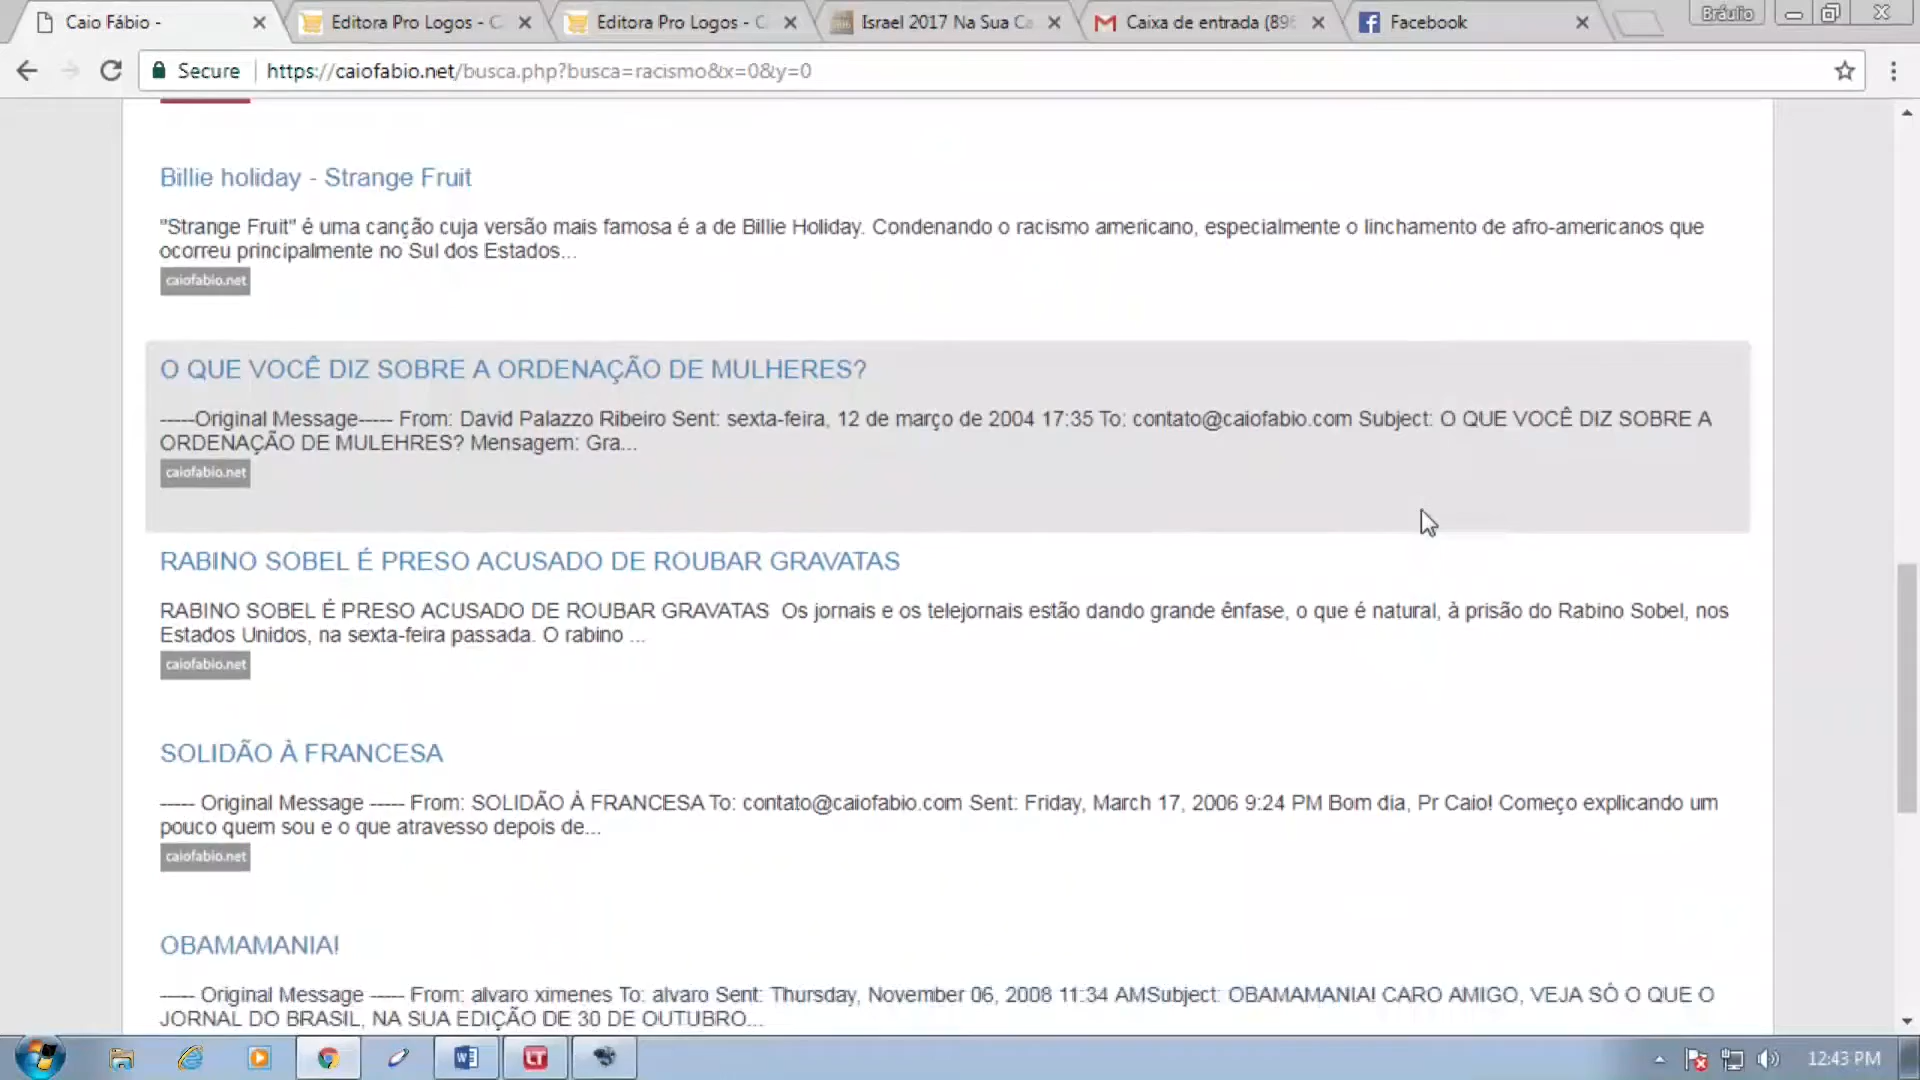 Caio Fábio -
Editora Pro Logos - C
Editora Pro Logos - C
Israel 2017 Na Sua Ca
Caixa de entrada (896
Facebook
Bráulio
Secure
https://caiofabio.net/busca.php?busca=racismo&x=0&y=0
Billie holiday - Strange Fruit
"Strange Fruit" é uma canção cuja versão mais famosa é a de Billie Holiday. Condenando o racismo americano, especialmente o linchamento de afro-americanos que
ocorreu principalmente no Sul dos Estados...
caiofabio.net
O QUE VOCÊ DIZ SOBRE A ORDENAÇÃO DE MULHERES?
-----Original Message----- From: David Palazzo Ribeiro Sent: sexta-feira, 12 de março de 2004 17:35 To: contato@caiofabio.com Subject: O QUE VOCÊ DIZ SOBRE A
ORDENAÇÃO DE MULEHRES? Mensagem: Gra...
caiofabio.net
RABINO SOBEL É PRESO ACUSADO DE ROUBAR GRAVATAS
RABINO SOBEL É PRESO ACUSADO DE ROUBAR GRAVATAS Os jornais e os telejornais estão dando grande ênfase, o que é natural, à prisão do Rabino Sobel, nos
Estados Unidos, na sexta-feira passada. O rabino ...
caiofabio.net
SOLIDÃO À FRANCESA
----- Original Message ----- From: SOLIDÃO À FRANCESA To: contato@caiofabio.com Sent: Friday, March 17, 2006 9:24 PM Bom dia, Pr Caio! Começo explicando um
pouco quem sou e o que atravesso depois de...
caiofabio.net
OBAMAMANIA!
----- Original Message ----- From: alvaro ximenes To: alvaro Sent: Thursday, November 06, 2008 11:34 AMSubject: OBAMAMANIA! CARO AMIGO, VEJA SÓ O QUE O
JORNAL DO BRASIL, NA SUA EDIÇÃO DE 30 DE OUTUBRO...
LT
12:43 PM